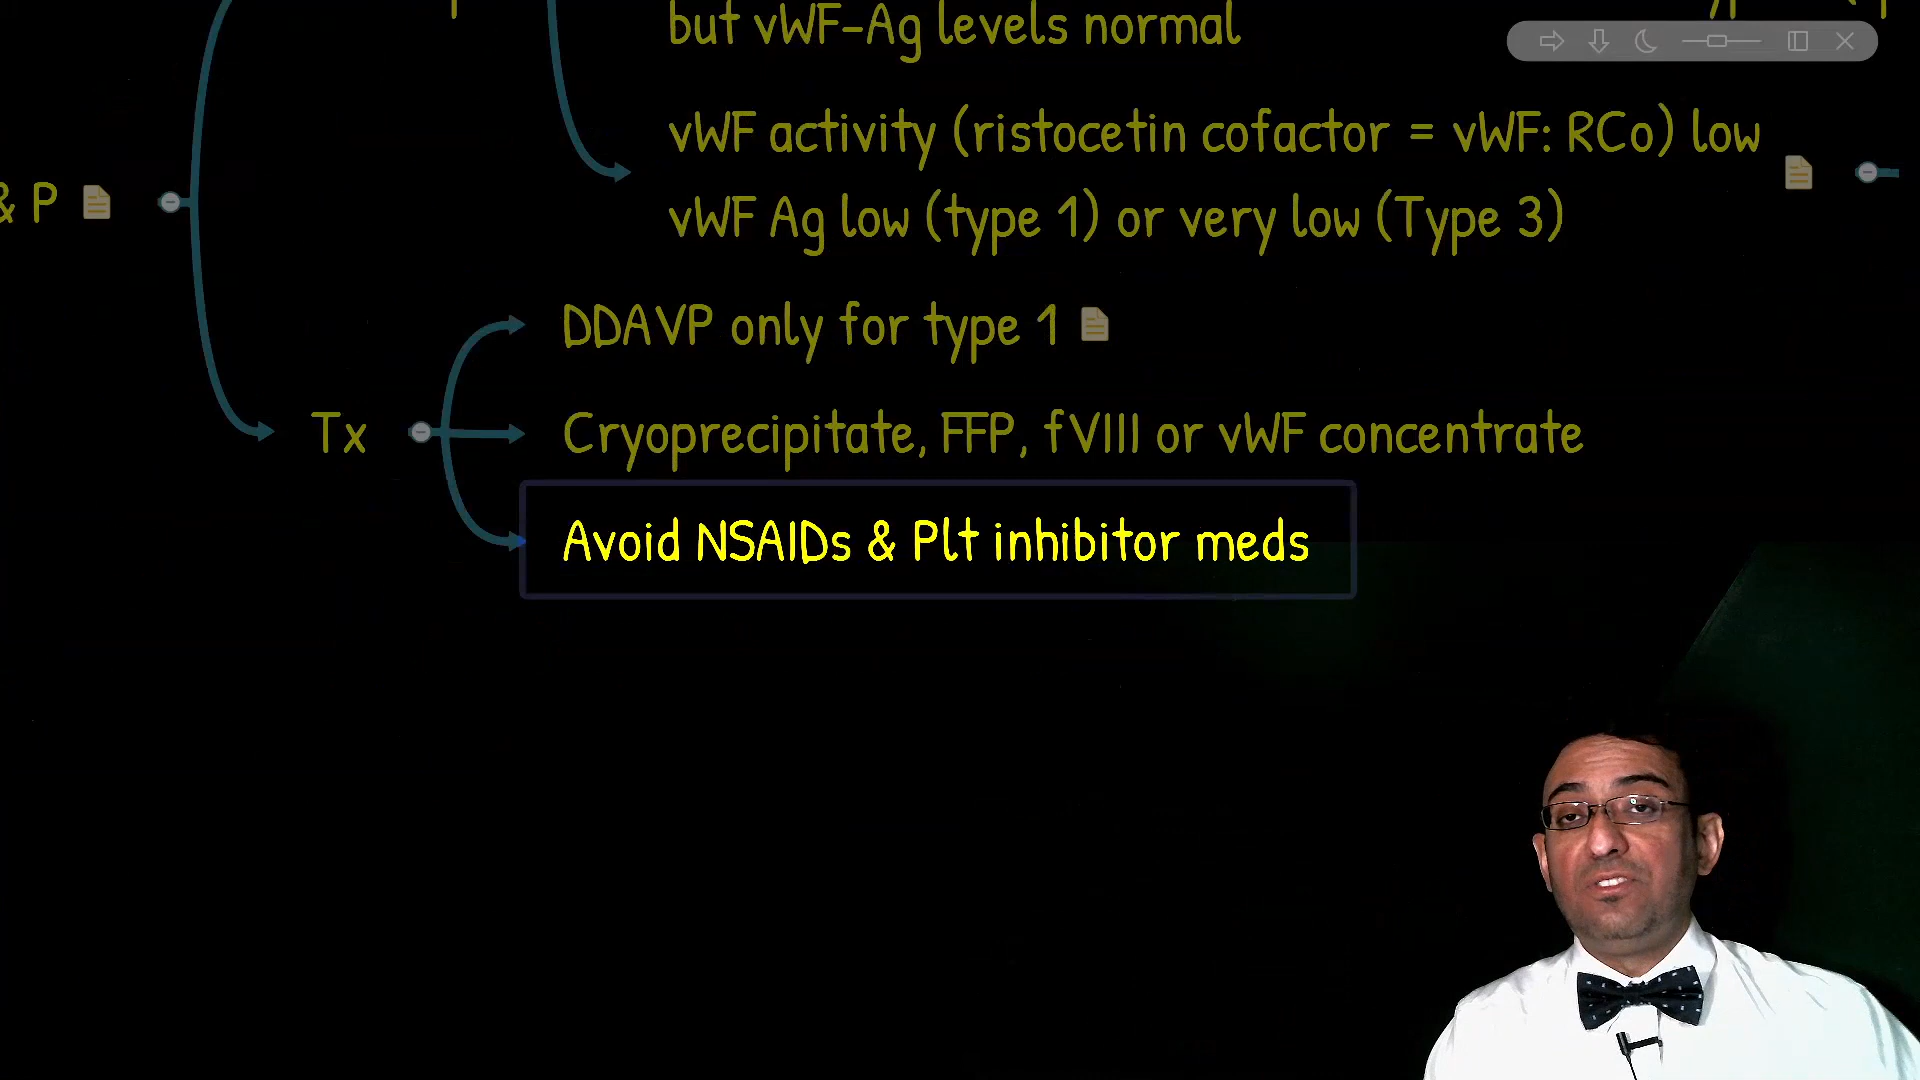 but vWF-Ag levels normal
vWF activity (ristocetin cofactor = vWF: RCo) low
& P
vWF Ag low (type 1) or very low (Type 3)
DDAVP only for type 1
Tx
Cryoprecipitate, FFP, fVIII or vWF concentrate
Avoid NSAIDs & Plt inhibitor meds